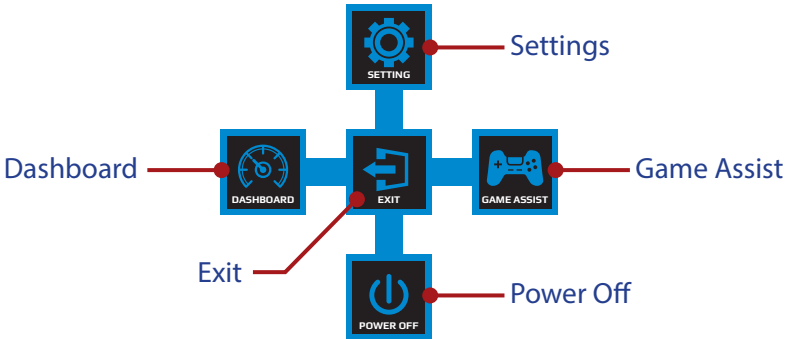 Settings
SETTING
Dashboard
DASHBOARD
EXIT
GAME ASSIST
Game Assist
Exit
POWER OFF
Power Off